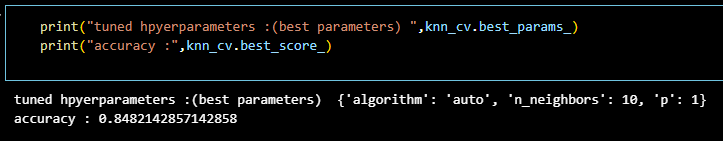 print("tuned hpyerparameters :(best parameters) ",knn_cv.best_params_)
print("accuracy :",knn_cv.best_score_)
tuned hpyerparameters :(best parameters)  {'algorithm': 'auto', 'n_neighbors': 10, 'p': 1}
accuracy : 0.8482142857142858